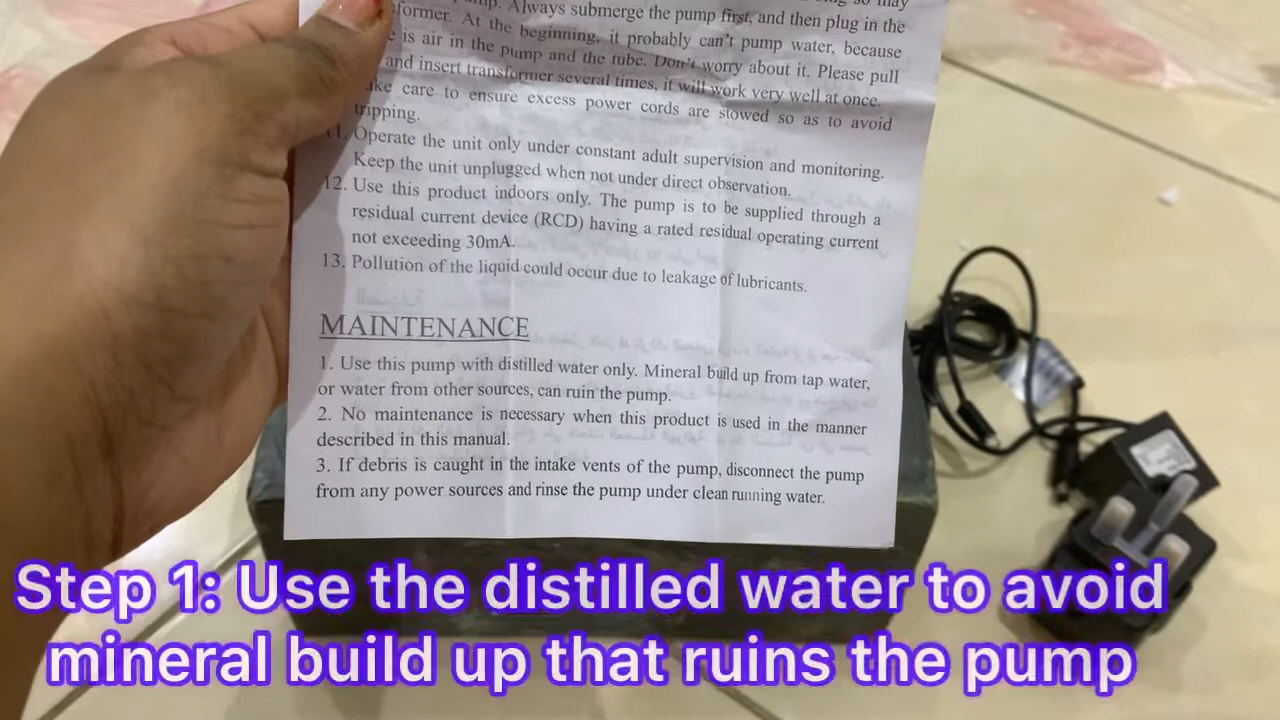 Always submerge the pump first, and then plug in the
former. At the beginning, it probably can't pump water, because
is air in the pump and the tube. Don't worry about it. Please pull
and insert transformer several times, it will work very well at once.
care to ensure excess power cords are stowed so as to avoid
tripping.
11. Operate the unit only under constant adult supervision and monitoring.
Keep the unit unplugged when not under direct observation.
12. Use this product indoors only. The pump is to be supplied through a
residual current device (RCD) having a rated residual operating current
not exceeding 30mA.
13. Pollution of the liquid could occur due to leakage of lubricants.
MAINTENANCE
1. Use this pump with distilled water only. Mineral build up from tap water,
or water from other sources, can ruin the pump.
2. No maintenance is necessary when this product is used in the manner
described in this manual.
3. If debris is caught in the intake vents of the pump, disconnect the pump
from any power sources and rinse the pump under clean running water.
Step 1: Use the distilled water to avoid
mineral build up that ruins the pump